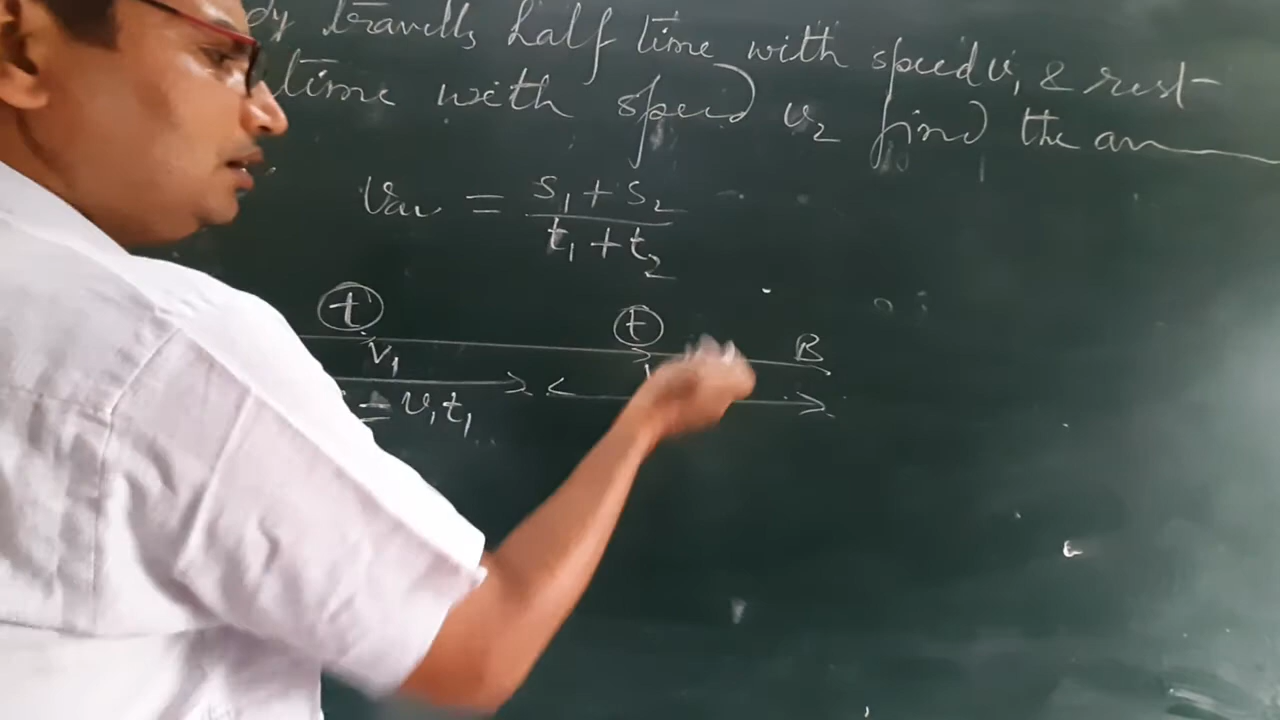 dy travells half time with speed v₁ & rest
time with speed v₂ find the
Vav = s₁ + s₂ / t₁ + t₂
t t
B
v₁
= v₁t₁